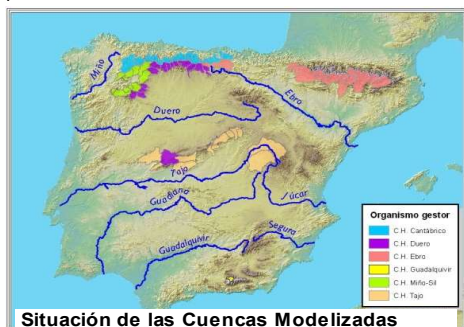 Miño
Duero
Ebro
Tajo
Guadiana
Júcar
Guadalquivir
Segura
Organismo gestor
C.H. Cantábrico
C.H. Duero
C.H. Ebro
C.H. Guadalquivir
C.H. Miño-Sil
C.H. Tajo
Situación de las Cuencas Modelizadas